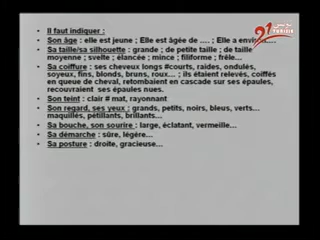 • Il faut indiquer :
• Son âge : elle est jeune ; Elle est âgée de .... ; Elle a environ....
• Sa taille/sa silhouette : grande ; de petite taille ; de taille
moyenne ; svelte ; élancée ; mince ; filiforme ; frêle...
• Sa coiffure : ses cheveux longs #courts, raides, ondulés,
soyeux, fins, blonds, bruns, roux... ; ils étaient relevés, coiffés
en queue de cheval, retombaient en cascade sur ses épaules,
recouvraient ses épaules nues.
• Son teint : clair # mat, rayonnant
• Son regard, ses yeux : grands, petits, noirs, bleus, verts...
maquillés, pétillants, brillants...
• Sa bouche, son sourire : large, éclatant, vermeille...
• Sa démarche : sûre, légère...
• Sa posture : droite, gracieuse...